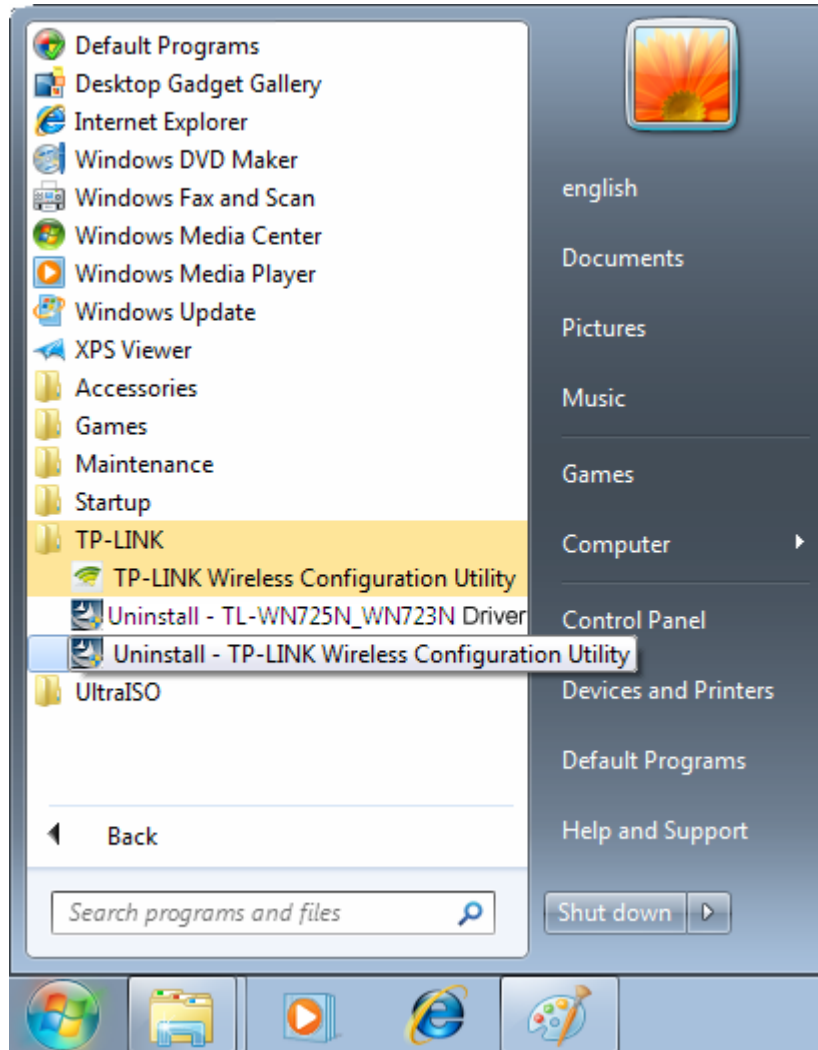 Default Programs
Desktop Gadget Gallery
Internet Explorer
Windows DVD Maker
Windows Fax and Scan
Windows Media Center
Windows Media Player
Windows Update
XPS Viewer
Accessories
Games
Maintenance
Startup
TP-LINK
TP-LINK Wireless Configuration Utility
Uninstall - TL-WN725N_WN723N Driver
Uninstall - TP-LINK Wireless Configuration Utility
UltraISO
Back
Search programs and files
english
Documents
Pictures
Music
Games
Computer
Control Panel
Devices and Printers
Default Programs
Help and Support
Shut down